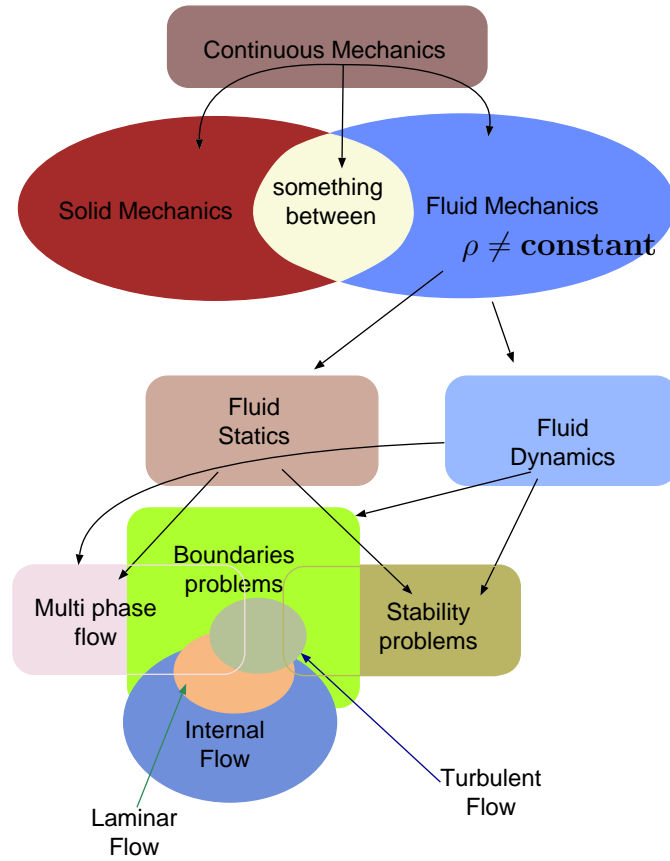 Continuous Mechanics
something
between
Solid Mechanics
Fluid Mechanics
ρ ≠ constant
Fluid
Statics
Fluid
Dynamics
Boundaries
problems
Multi phase
flow
Stability
problems
Internal
Flow
Turbulent
Flow
Laminar
Flow